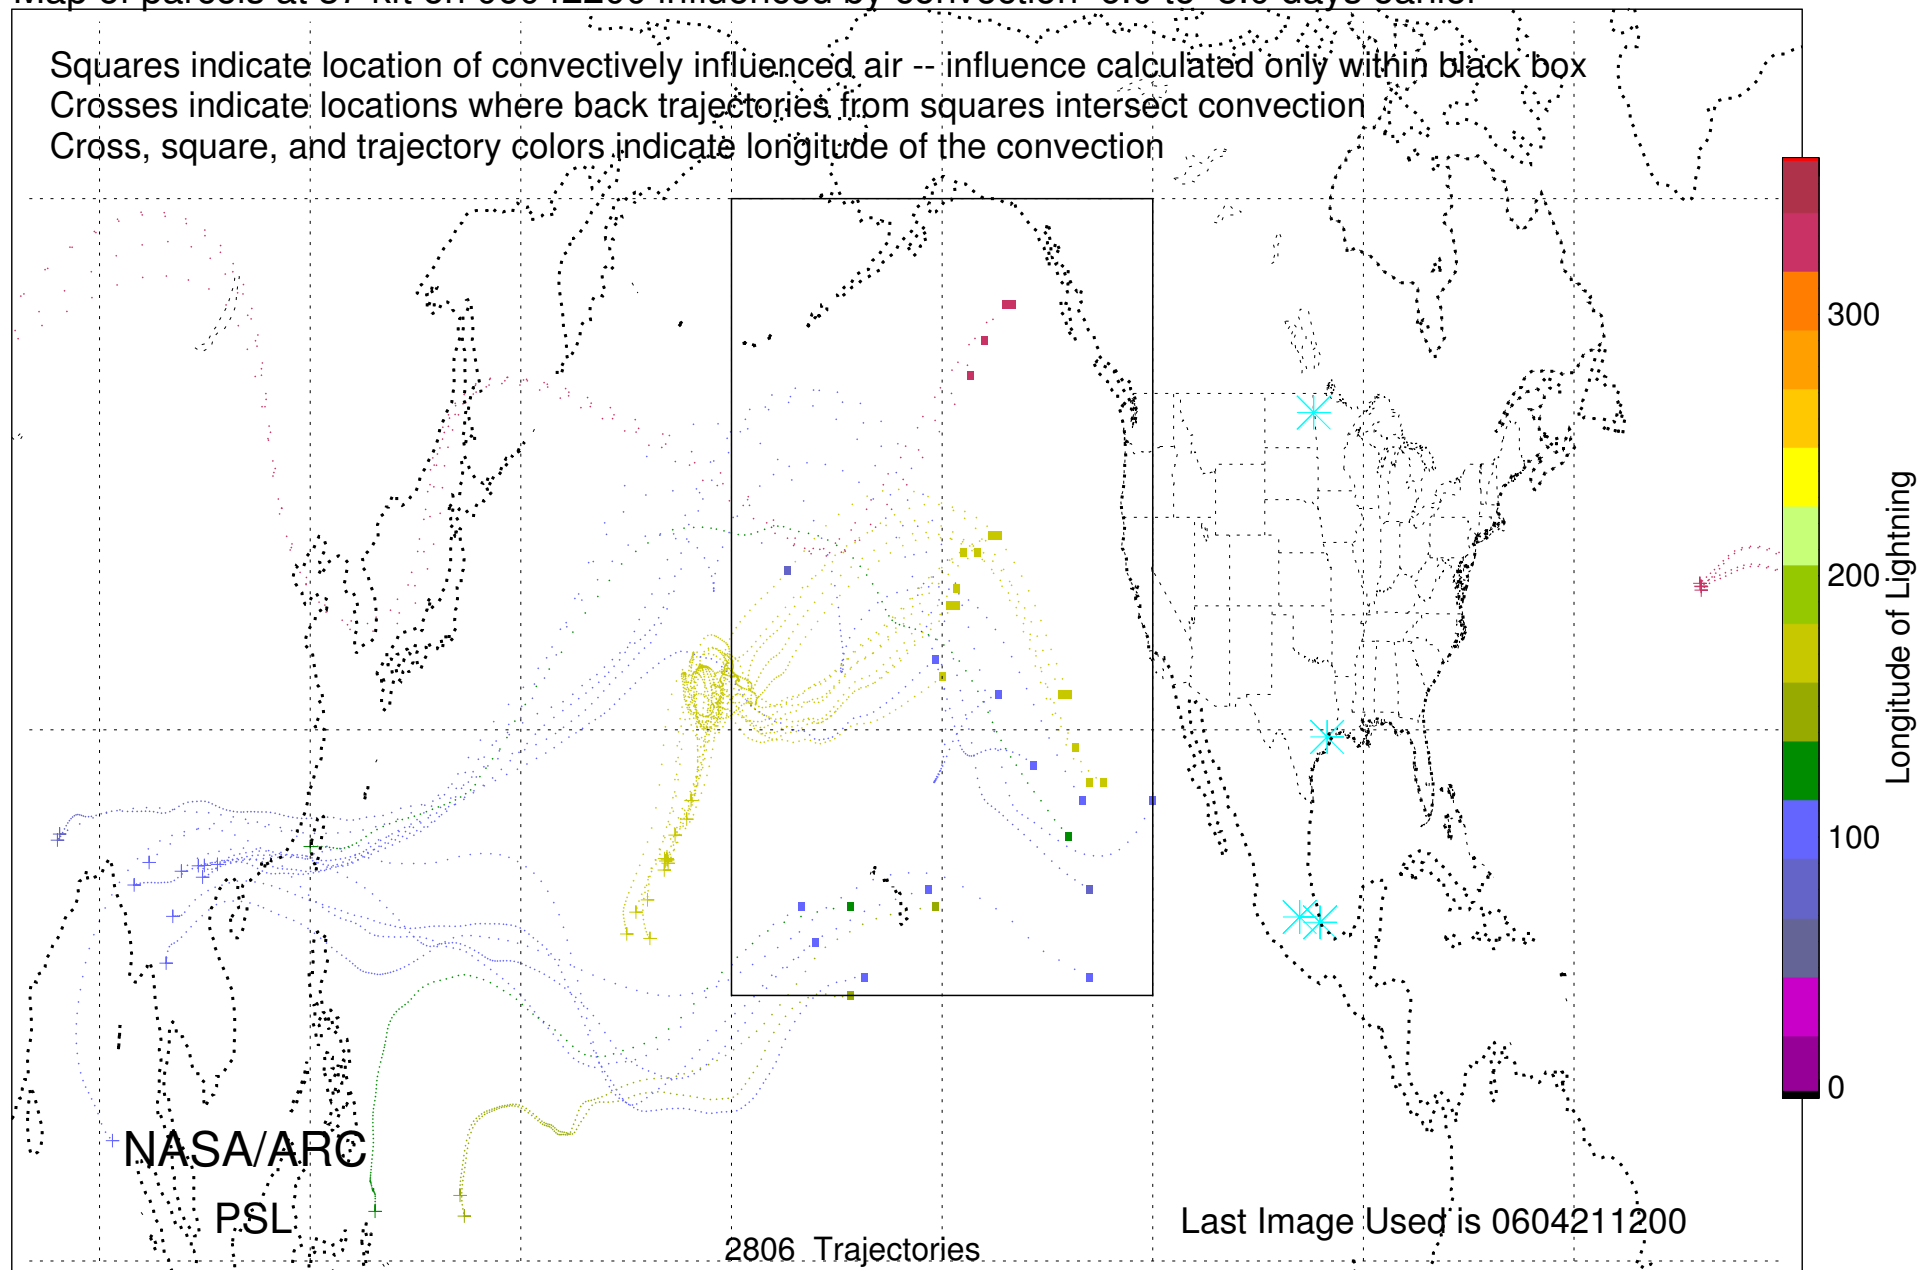 Squares indicate location of convectively influenced air -- influence calculated only within black box
Crosses indicate locations where back trajectories from squares intersect convection
Cross, square, and trajectory colors indicate longitude of the convection
300
200
100
0
Longitude of Lightning
NASA/ARC
PSL
Last Image Used is 0604211200
2806 Trajectories